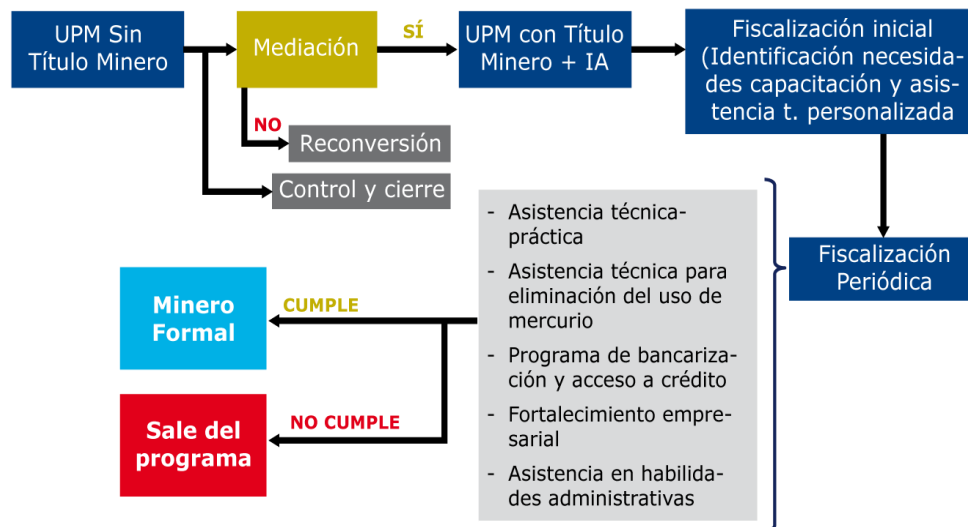 UPM Sin
Título Minero
Mediación
SÍ
UPM con Título
Minero + IA
Fiscalización inicial
(Identificación necesida-
des capacitación y asis-
tencia t. personalizada
NO
Reconversión
Control y cierre
Fiscalización
Periódica
- Asistencia técnica-
práctica
- Asistencia técnica para
eliminación del uso de
mercurio
- Programa de bancariza-
ción y acceso a crédito
- Fortalecimiento empre-
sarial
- Asistencia en habilida-
des administrativas
CUMPLE
Minero
Formal
NO CUMPLE
Sale del
programa